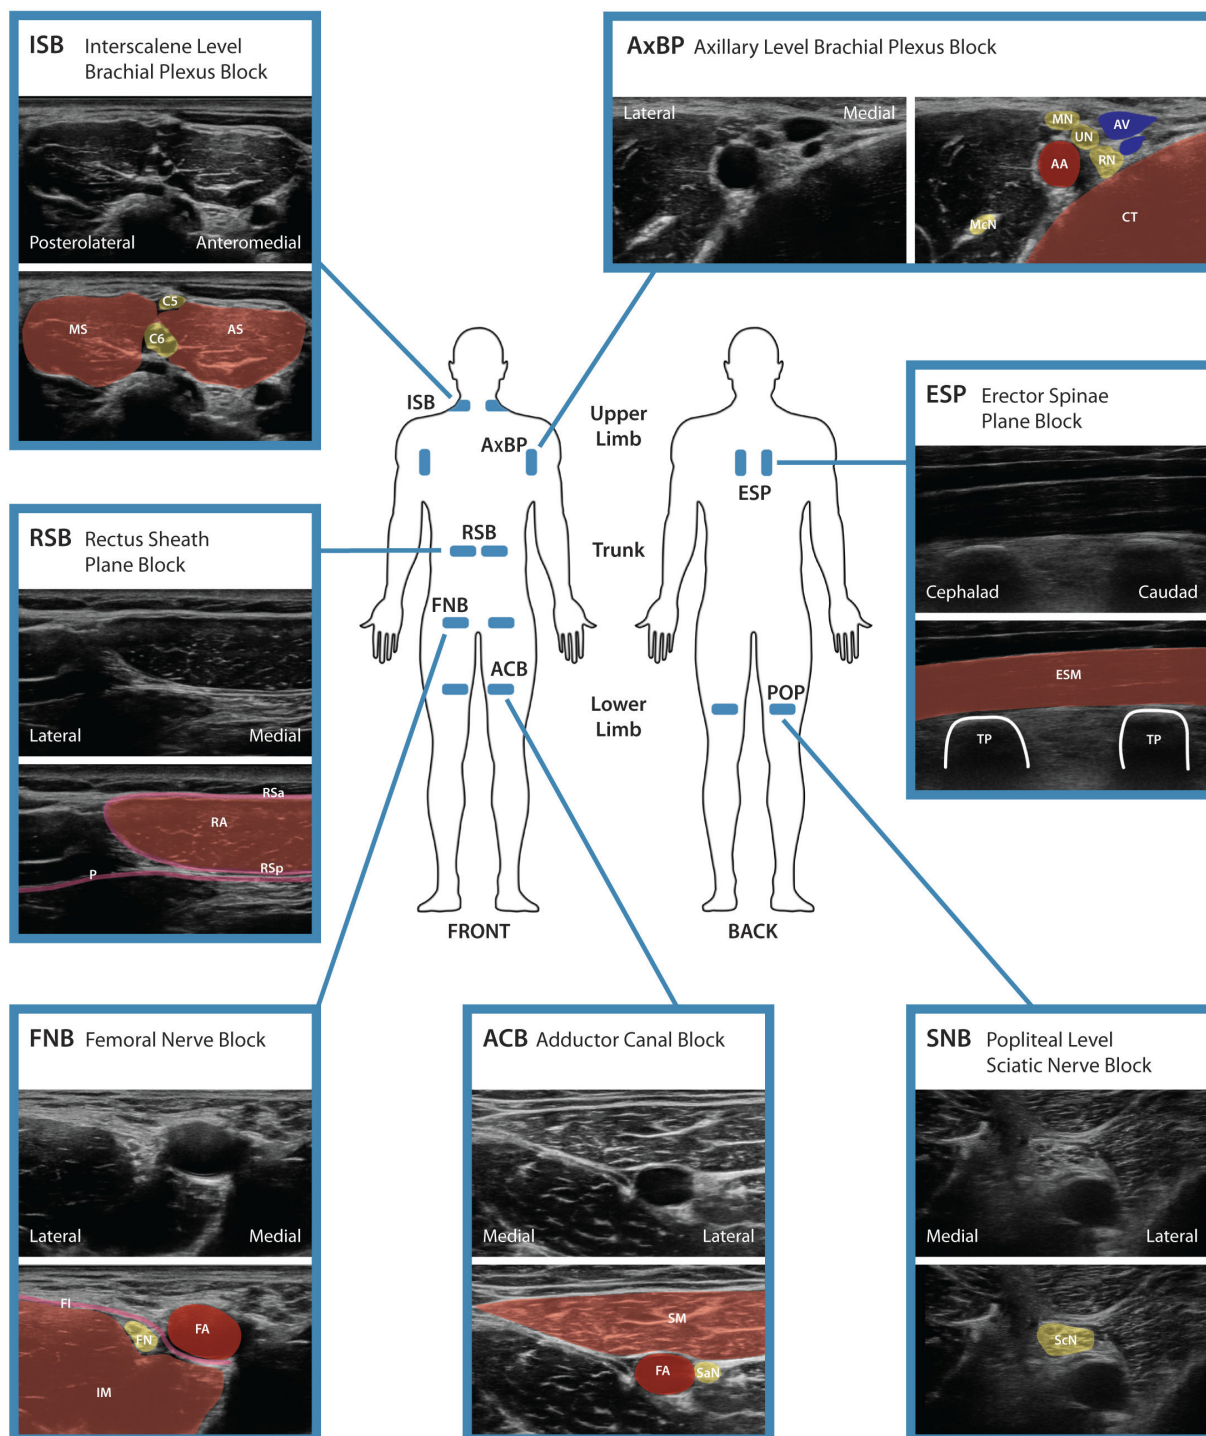 ISB Interscalene Level
Brachial Plexus Block
Posterolateral Anteromedial
C5
MS
AS
C6
AxBP Axillary Level Brachial Plexus Block
Lateral
Medial
MN
AV
UN
AA
RN
McN
CT
ISB
AxBP
Upper
Limb
ESP
RSB
Trunk
FNB
ACB
POP
Lower
Limb
FRONT
BACK
ESP Erector Spinae
Plane Block
Cephalad Caudad
ESM
TP
TP
RSB Rectus Sheath
Plane Block
Lateral Medial
RSa
RA
RSp
P
FNB Femoral Nerve Block
Lateral Medial
FI
FN
FA
IM
ACB Adductor Canal Block
Medial Lateral
SM
FA
SaN
SNB Popliteal Level
Sciatic Nerve Block
Medial Lateral
ScN